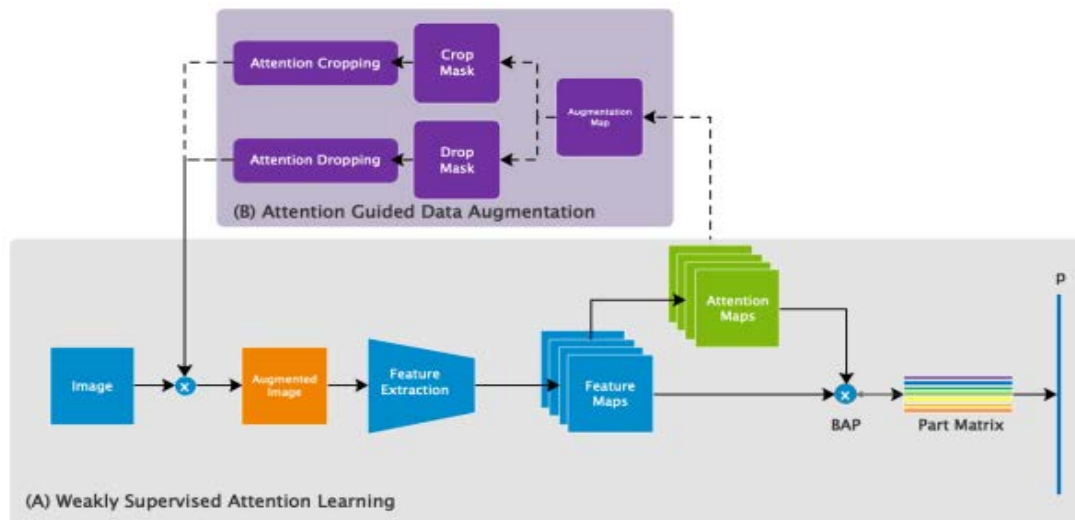 Attention Cropping
Crop
Mask
Augmentation
Map
Attention Dropping
Drop
Mask
(B) Attention Guided Data Augmentation
P
Attention
Maps
Image
x
Augmented
Image
Feature
Extraction
Feature
Maps
x
BAP
Part Matrix
(A) Weakly Supervised Attention Learning